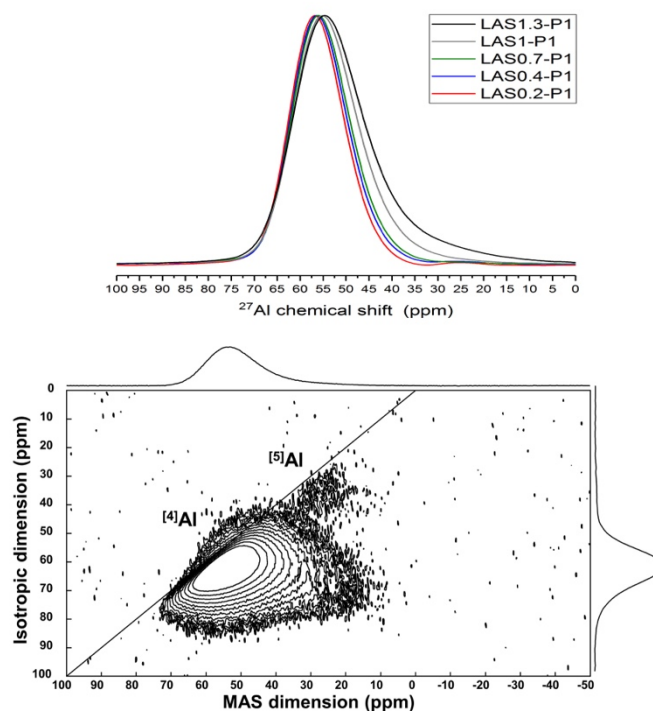 LAS1.3-P1
LAS1-P1
LAS0.7-P1
LAS0.4-P1
LAS0.2-P1
100 95 90 85 80 75 70 65 60 55 50 45 40 35 30 25 20 15 10 5 0
²⁷Al chemical shift (ppm)
0
10
20
30
40
50
60
70
80
90
100
Isotropic dimension (ppm)
[5]Al
[4]Al
100 90 80 70 60 50 40 30 20 10 0 -10 -20 -30 -40 -50
MAS dimension (ppm)